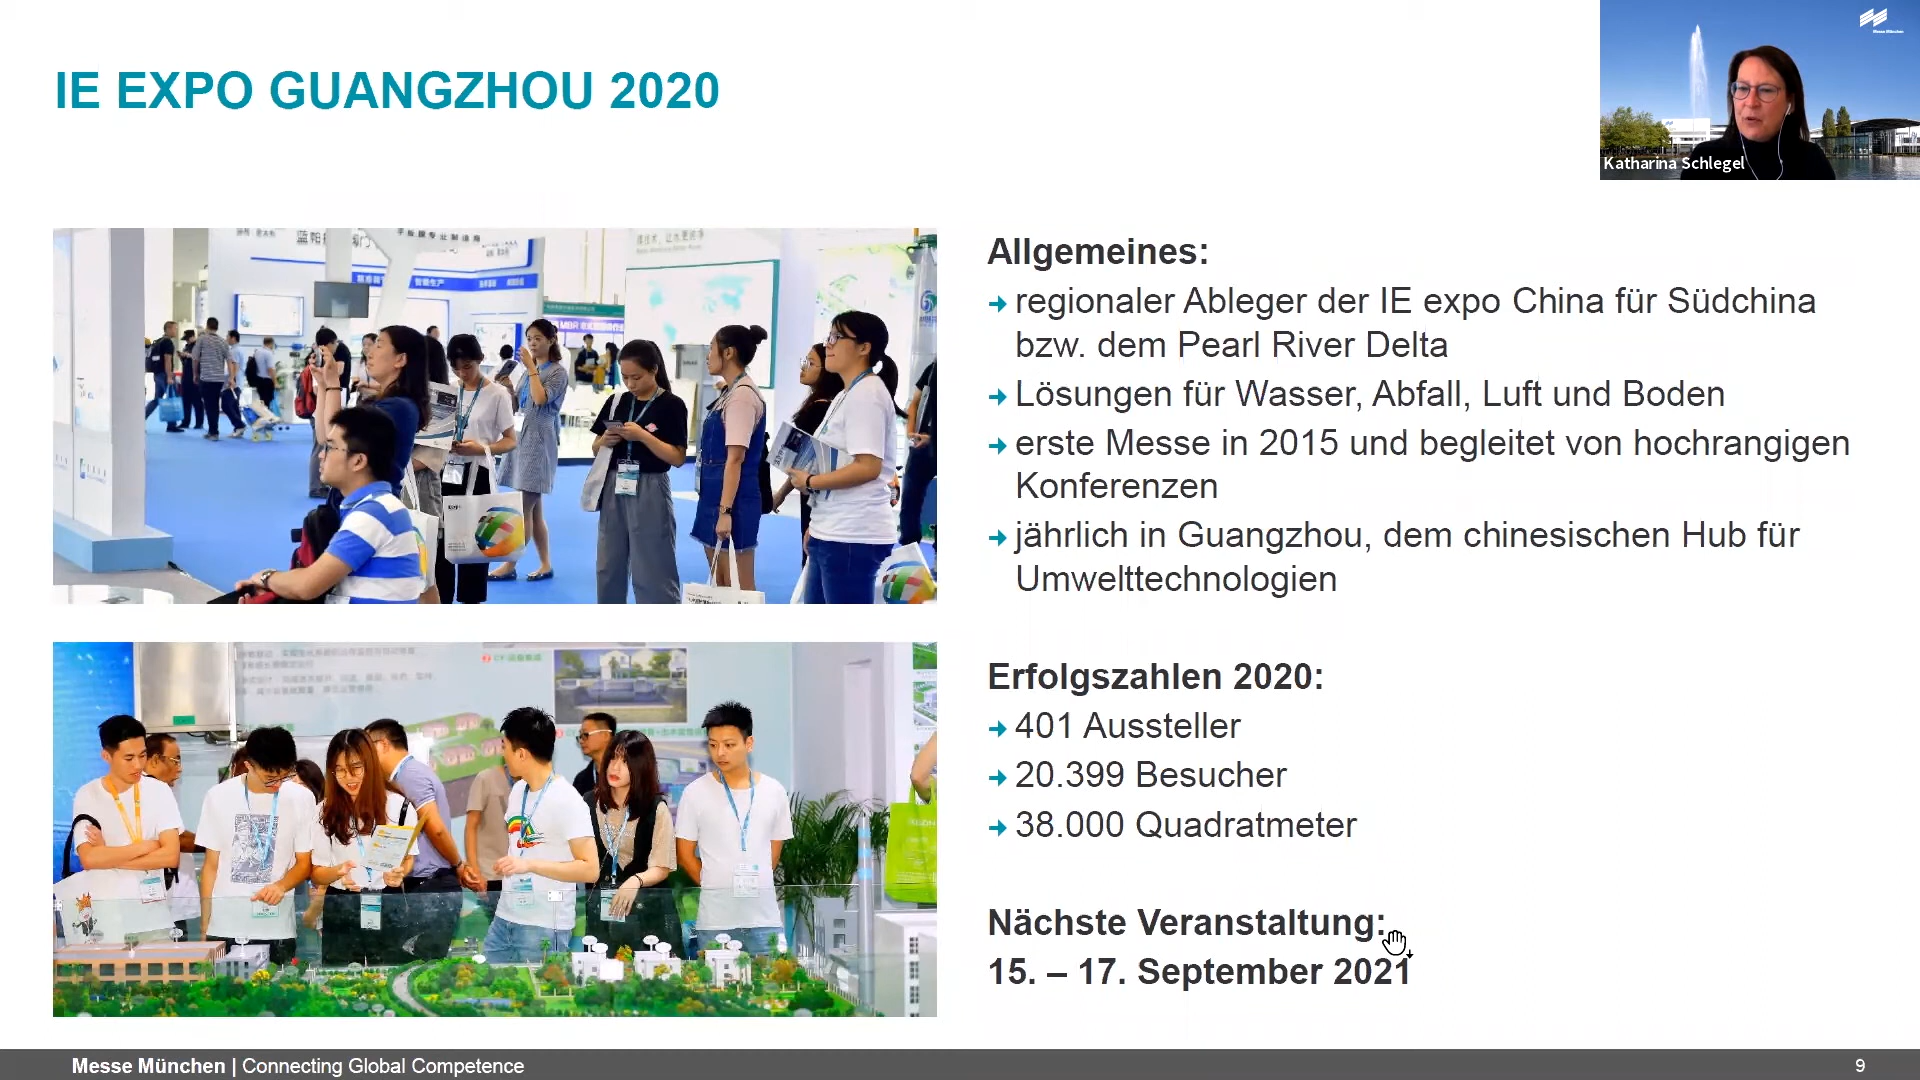 IE EXPO GUANGZHOU 2020
Messe München
Katharina Schlegel
Allgemeines:
regionaler Ableger der IE expo China für Südchina
bzw. dem Pearl River Delta
Lösungen für Wasser, Abfall, Luft und Boden
erste Messe in 2015 und begleitet von hochrangigen
Konferenzen
jährlich in Guangzhou, dem chinesischen Hub für
Umwelttechnologien
Erfolgszahlen 2020:
401 Aussteller
20.399 Besucher
38.000 Quadratmeter
Nächste Veranstaltung:
15. – 17. September 2021
Messe München | Connecting Global Competence
9